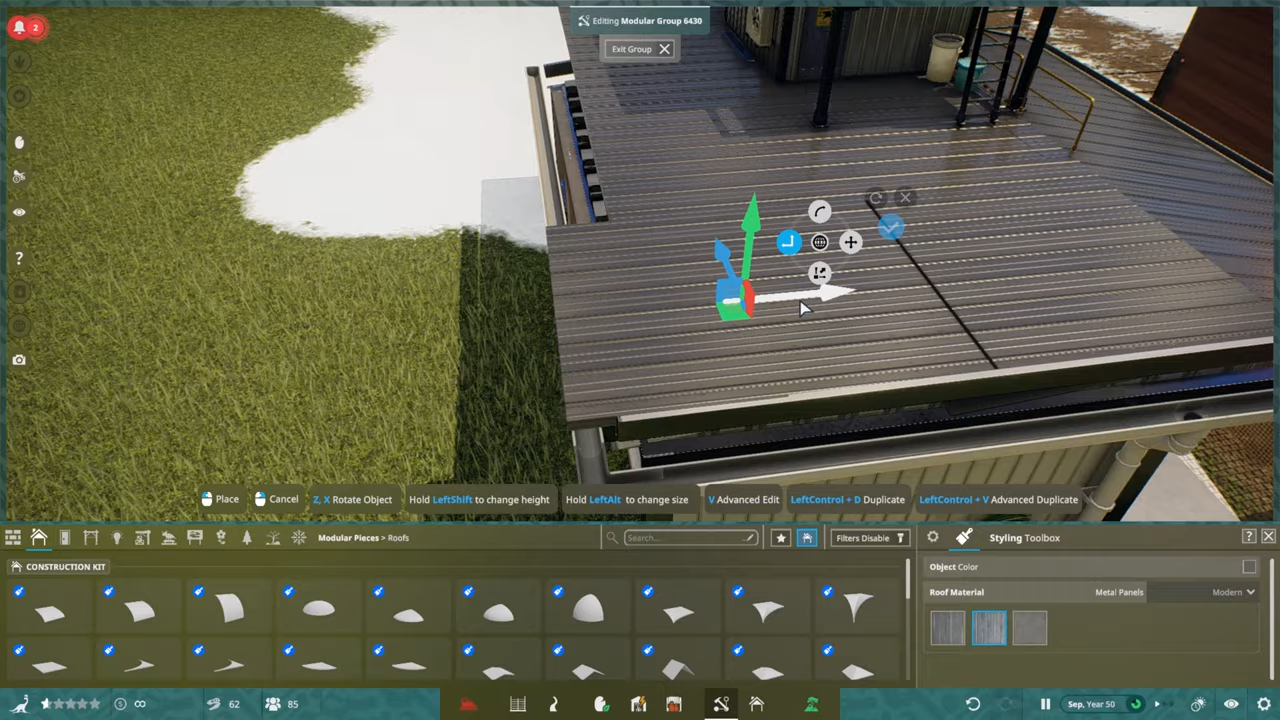 2
Editing Modular Group 6430
Exit Group
?
Place
Cancel
Z, X Rotate Object
Hold LeftShift to change height
Hold LeftAlt to change size
V Advanced Edit
LeftControl + D Duplicate
LeftControl + V Advanced Duplicate
Modular Pieces > Roofs
Search...
Filters Disable
Styling Toolbox
?
CONSTRUCTION KIT
Object Color
Roof Material
Metal Panels
Modern
∞
62
85
Sep, Year 50